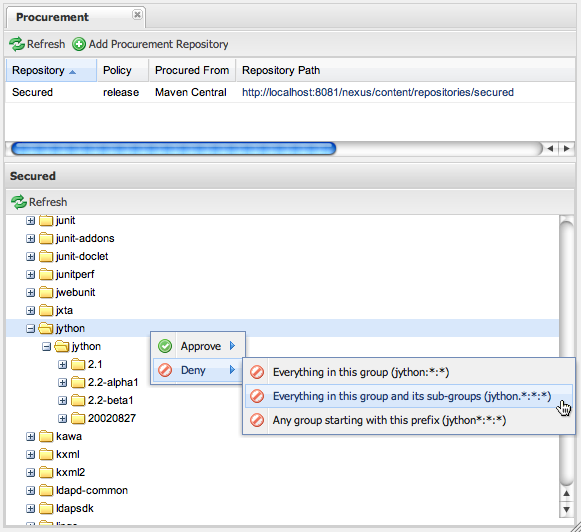 Procurement
Refresh Add Procurement Repository
Repository Policy Procured From Repository Path
Secured release Maven Central http://localhost:8081/nexus/content/repositories/secured
Secured
Refresh
junit
junit-addons
junit-doclet
junitperf
jwebunit
jxta
jython
jython
Approve
2.1
Deny
Everything in this group (jython:*:*)
2.2-alpha1
2.2-beta1
Everything in this group and its sub-groups (jython.*:*:*)
20020827
Any group starting with this prefix (jython*:*:*)
kawa
kxml
kxml2
ldapd-common
ldapsdk